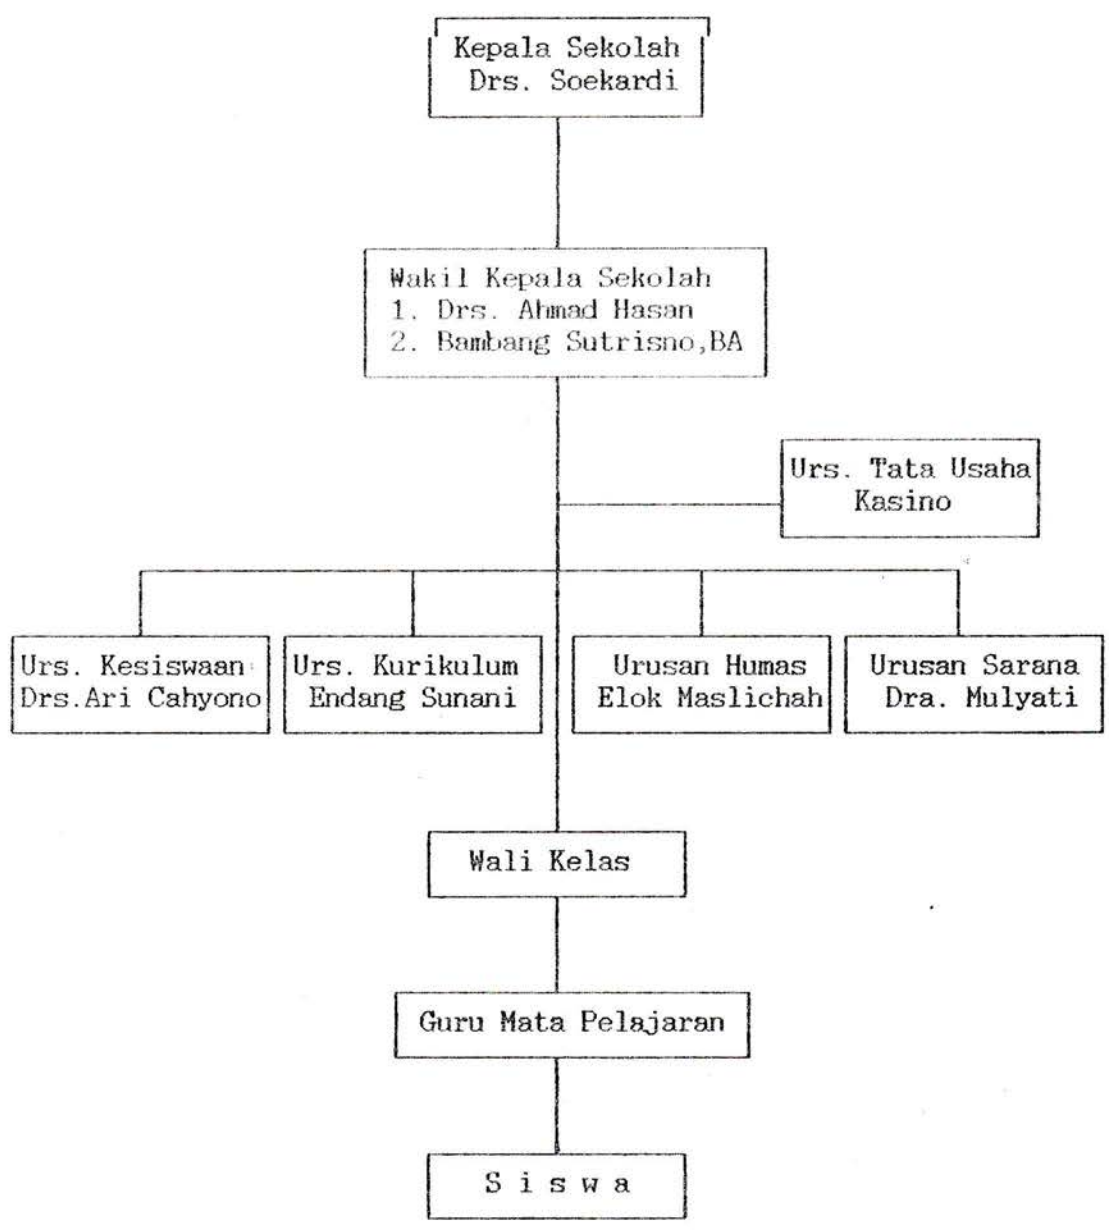 Kepala Sekolah
Drs. Soekardi
Wakil Kepala Sekolah
1. Drs. Ahmad Hasan
2. Bambang Sutrisno,BA
Urs. Tata Usaha
Kasino
Urs. Kesiswaan
Drs.Ari Cahyono
Urs. Kurikulum
Endang Sunani
Urusan Humas
Elok Maslichah
Urusan Sarana
Dra. Mulyati
Wali Kelas
Guru Mata Pelajaran
S i s w a